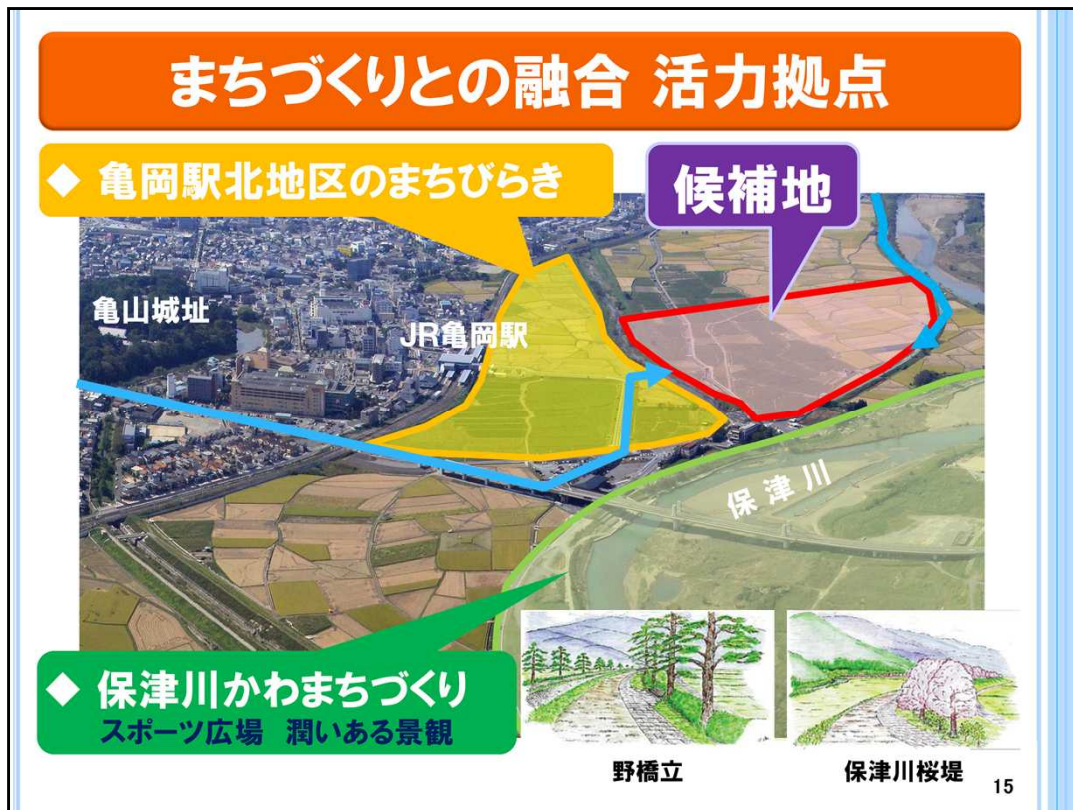 まちづくりとの融合 活力拠点
◆ 亀岡駅北地区のまちびらき
候補地
亀山城址
JR亀岡駅
保津川
◆ 保津川かわまちづくり
スポーツ広場 潤いある景観
野橋立
保津川桜堤
15